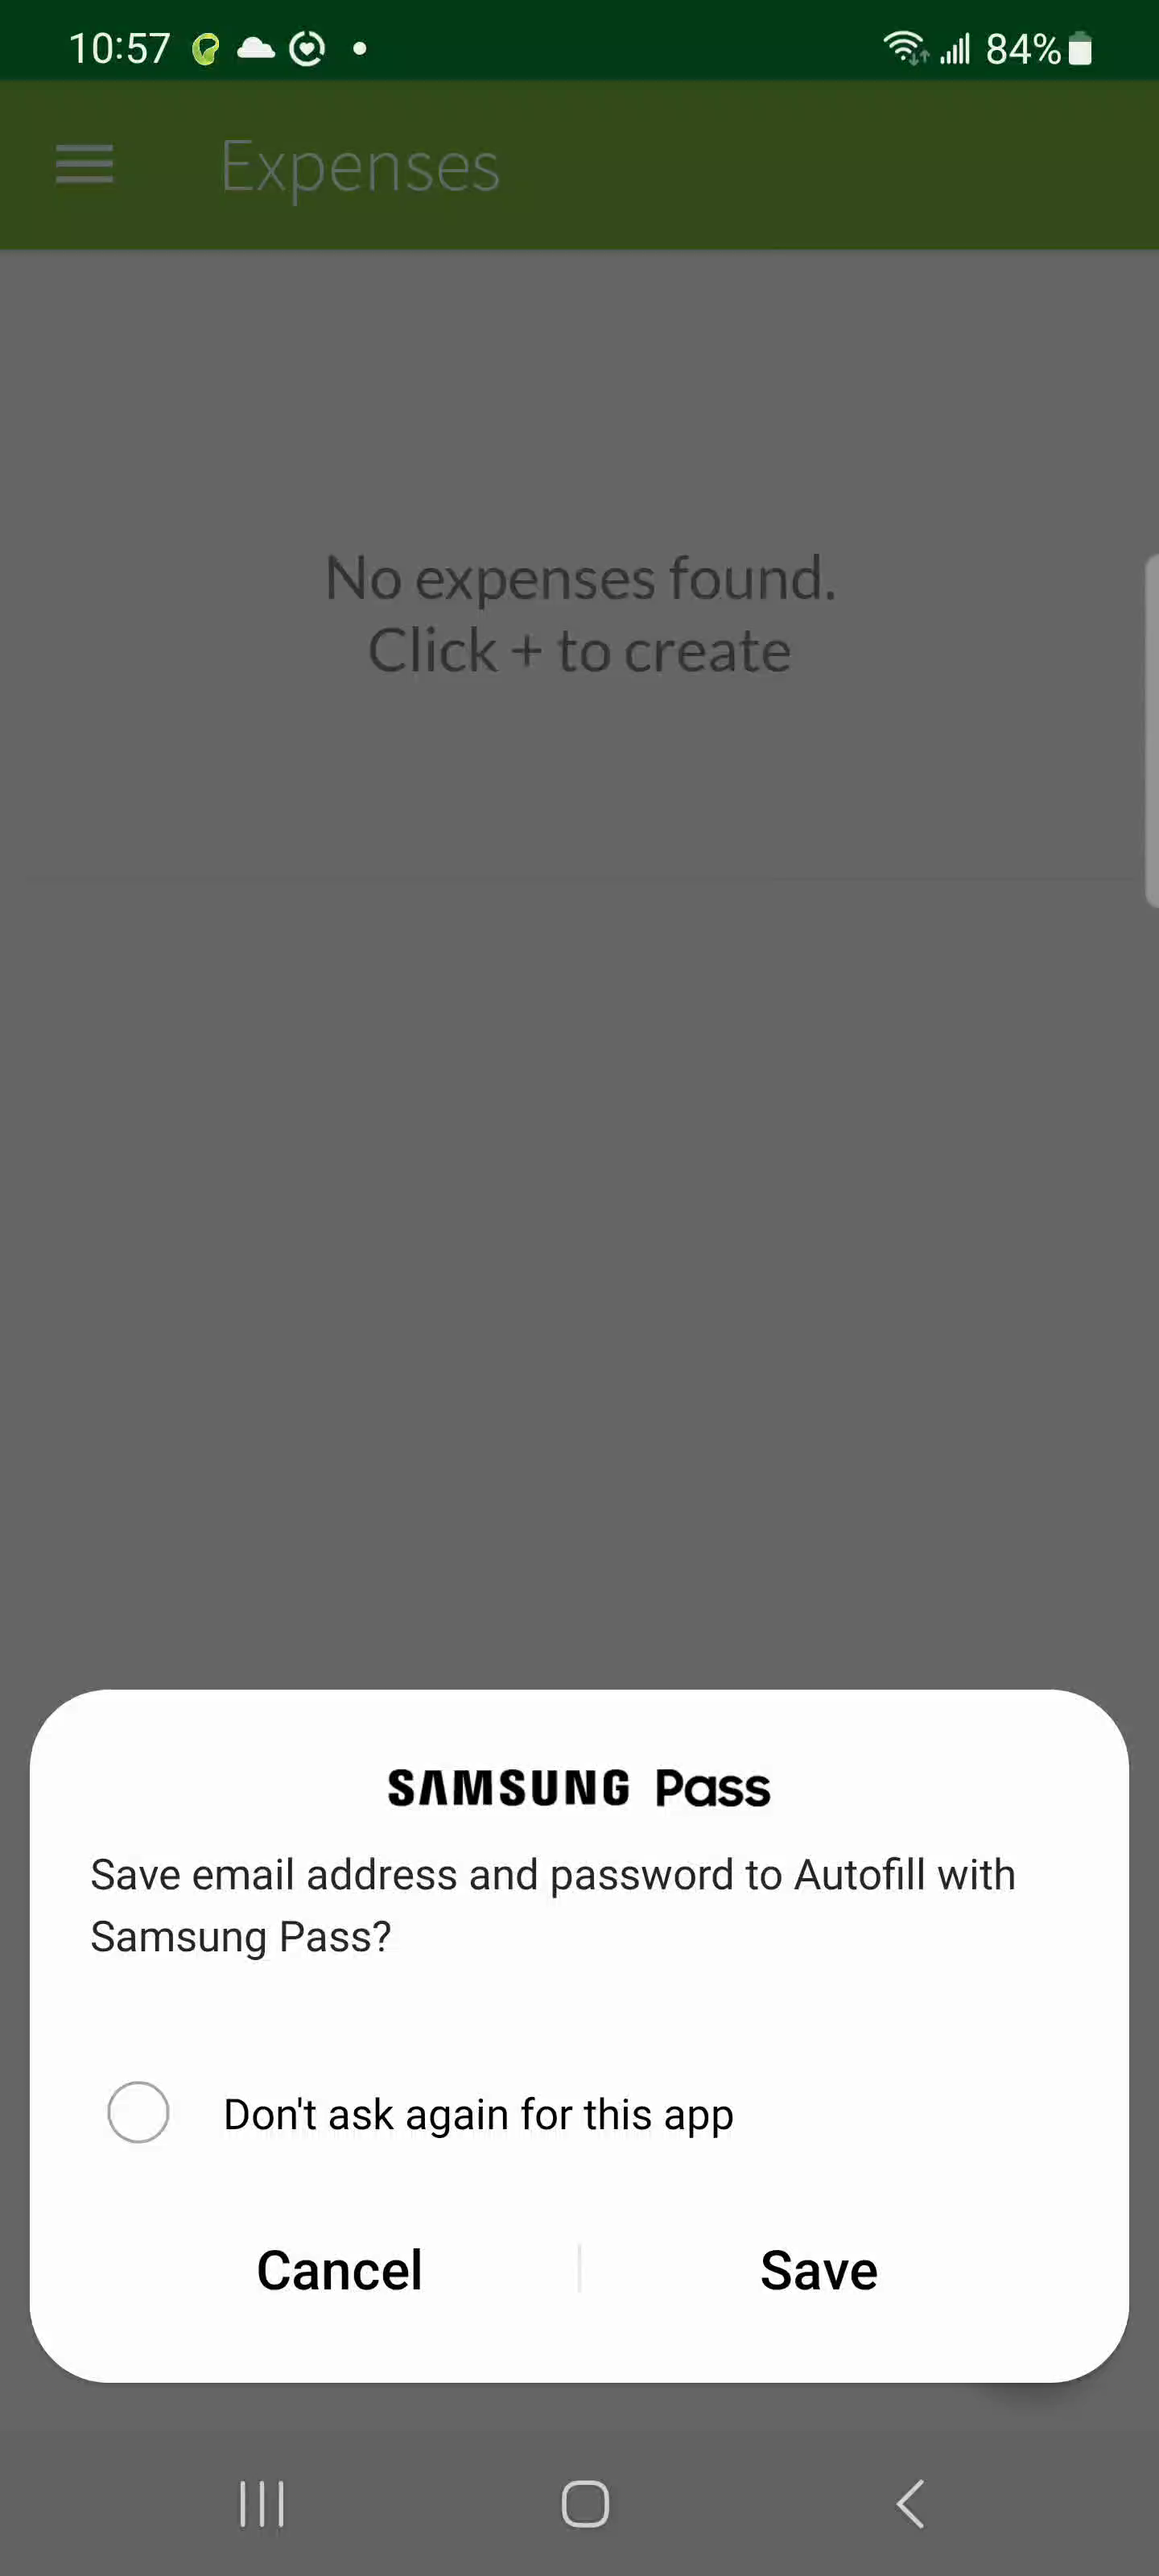 10:57
84%
Expenses
No expenses found.
Click + to create
SAMSUNG Pass
Save email address and password to Autofill with
Samsung Pass?
Don't ask again for this app
Cancel
Save